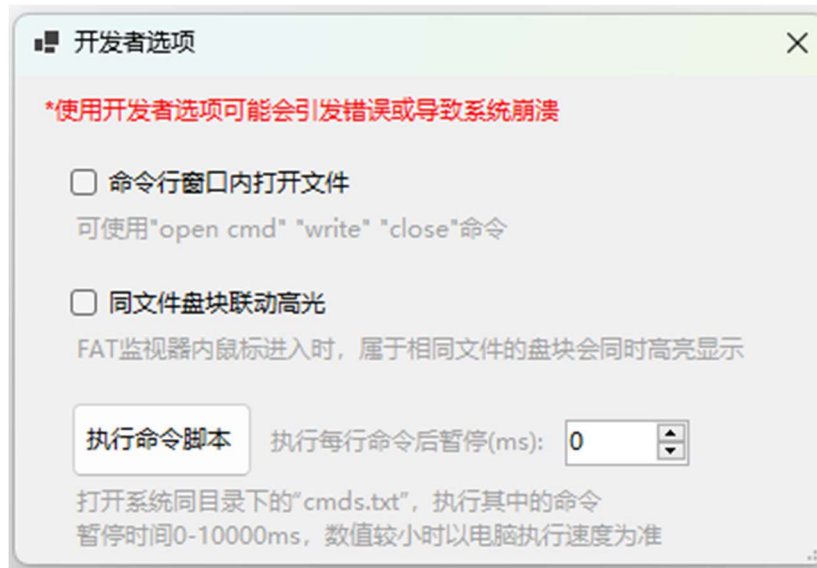 开发者选项
*使用开发者选项可能会引发错误或导致系统崩溃
命令行窗口内打开文件
可使用"open cmd" "write" "close"命令
同文件盘块联动高光
FAT监视器内鼠标进入时，属于相同文件的盘块会同时高亮显示
执行命令脚本 执行每行命令后暂停(ms): 0
打开系统同目录下的“cmds.txt”，执行其中的命令
暂停时间0-10000ms，数值较小时以电脑执行速度为准